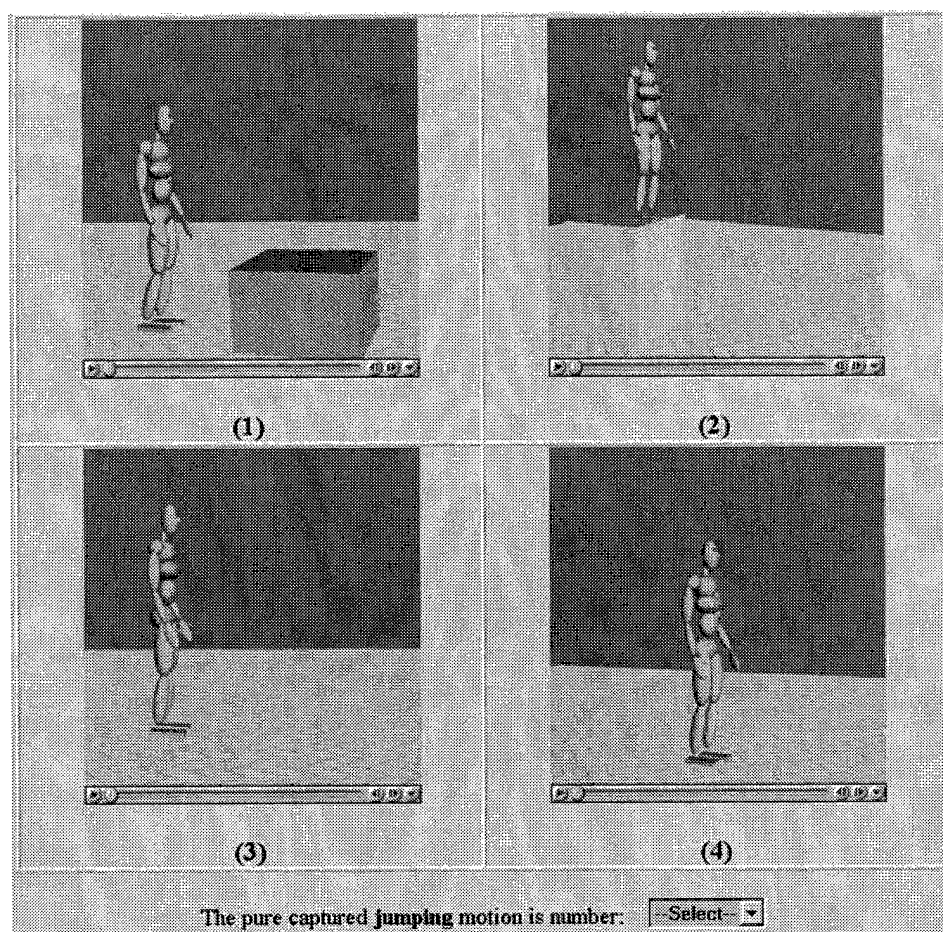 (1)
(2)
(3)
(4)
The pure captured jumping motion is number: --Select--